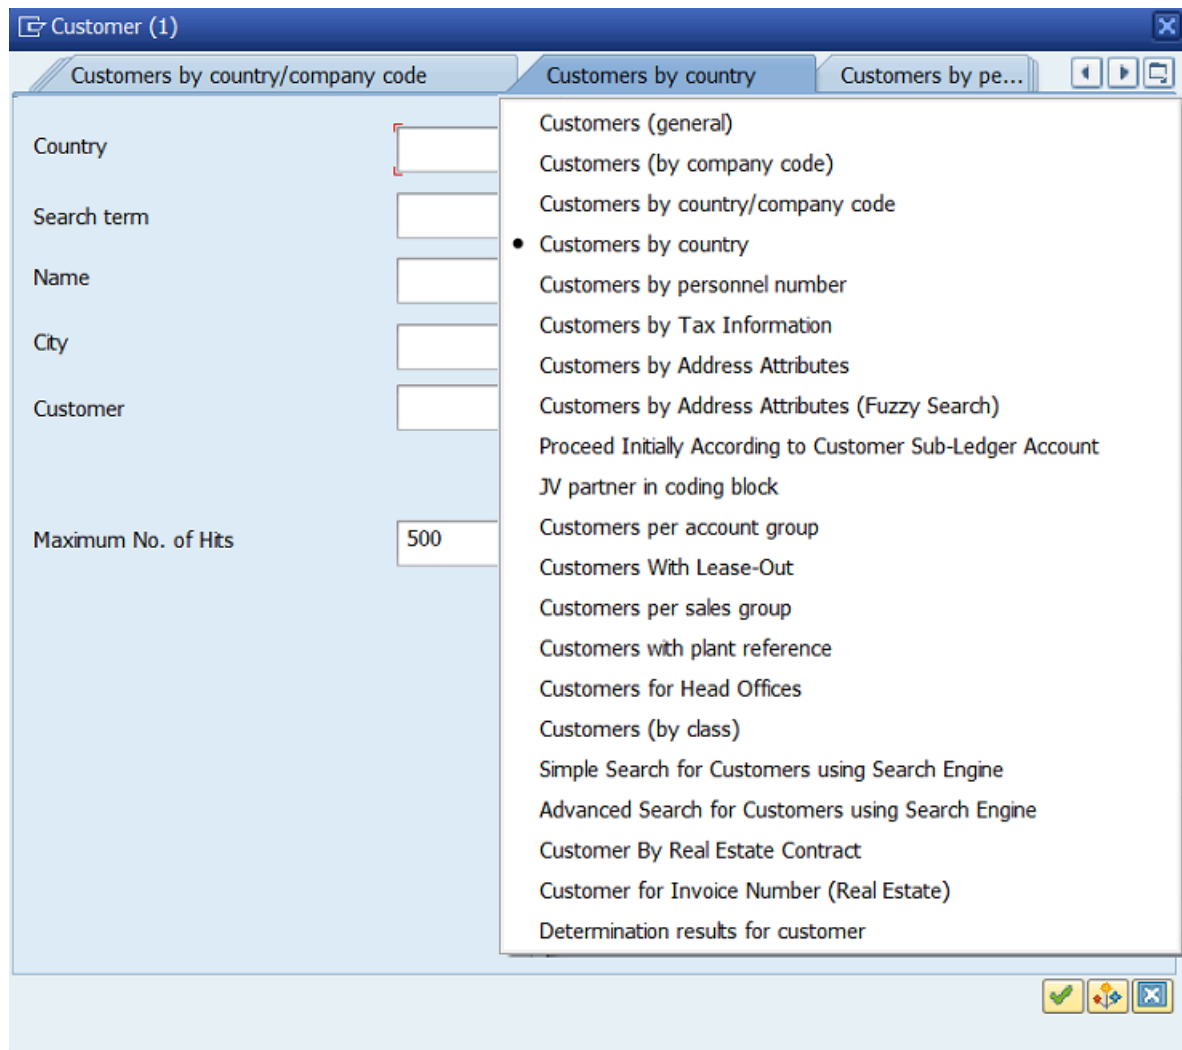 Customer (1)
Customers by country/company code
Customers by country
Customers by pe...
Country
Search term
Name
City
Customer
Maximum No. of Hits
500
Customers (general)
Customers (by company code)
Customers by country/company code
Customers by country
Customers by personnel number
Customers by Tax Information
Customers by Address Attributes
Customers by Address Attributes (Fuzzy Search)
Proceed Initially According to Customer Sub-Ledger Account
JV partner in coding block
Customers per account group
Customers With Lease-Out
Customers per sales group
Customers with plant reference
Customers for Head Offices
Customers (by class)
Simple Search for Customers using Search Engine
Advanced Search for Customers using Search Engine
Customer By Real Estate Contract
Customer for Invoice Number (Real Estate)
Determination results for customer